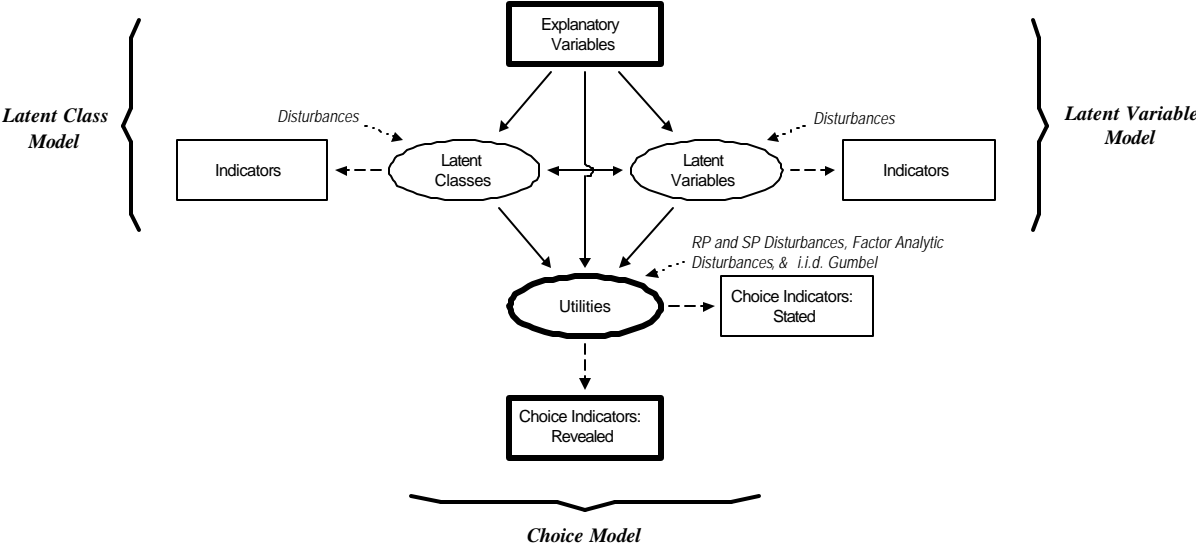 Explanatory
Variables
Latent Class
Model
Latent Variable
Model
Disturbances
Disturbances
Indicators
Latent
Classes
Latent
Variables
Indicators
RP and SP Disturbances, Factor Analytic
Disturbances, & i.i.d. Gumbel
Utilities
Choice Indicators:
Stated
Choice Indicators:
Revealed
Choice Model